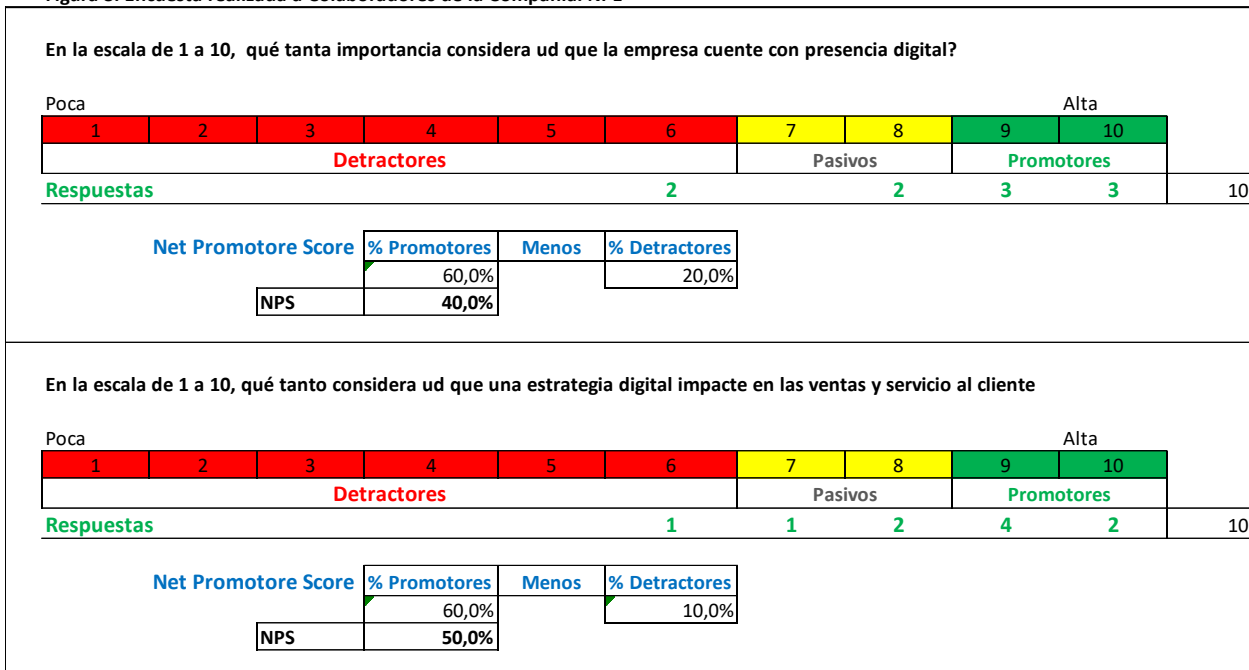 En la escala de 1 a 10, qué tanta importancia considera ud que la empresa cuente con presencia digital?
Poca Alta
1 2 3 4 5 6 7 8 9 10
Detractores Pasivos Promotores
Respuestas 2 2 3 3 10
Net Promotore Score % Promotores Menos % Detractores
60,0% 20,0%
NPS 40,0%
En la escala de 1 a 10, qué tanto considera ud que una estrategia digital impacte en las ventas y servicio al cliente
Poca Alta
1 2 3 4 5 6 7 8 9 10
Detractores Pasivos Promotores
Respuestas 1 1 2 4 2 10
Net Promotore Score % Promotores Menos % Detractores
60,0% 10,0%
NPS 50,0%